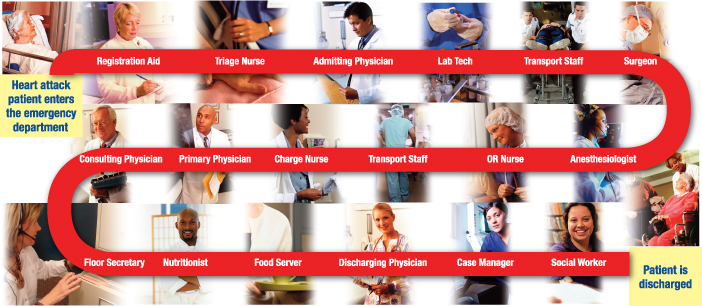 Heart attack
patient enters
the emergency
department
Registration Aid
Triage Nurse
Admitting Physician
Lab Tech
Transport Staff
Surgeon
Consulting Physician
Primary Physician
Charge Nurse
Transport Staff
OR Nurse
Anesthesiologist
Floor Secretary
Nutritionist
Food Server
Discharging Physician
Case Manager
Social Worker
Patient is
discharged